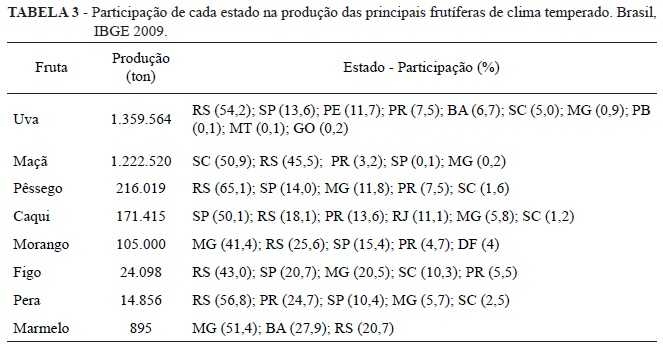 TABELA 3 - Participação de cada estado na produção das principais frutíferas de clima temperado. Brasil,
IBGE 2009.
Fruta Produção (ton) Estado - Participação (%)
Uva 1.359.564 RS (54,2); SP (13,6); PE (11,7); PR (7,5); BA (6,7); SC (5,0); MG (0,9); PB
(0,1); MT (0,1); GO (0,2)
Maçã 1.222.520 SC (50,9); RS (45,5); PR (3,2); SP (0,1); MG (0,2)
Pêssego 216.019 RS (65,1); SP (14,0); MG (11,8); PR (7,5); SC (1,6)
Caqui 171.415 SP (50,1); RS (18,1); PR (13,6); RJ (11,1); MG (5,8); SC (1,2)
Morango 105.000 MG (41,4); RS (25,6); SP (15,4); PR (4,7); DF (4)
Figo 24.098 RS (43,0); SP (20,7); MG (20,5); SC (10,3); PR (5,5)
Pera 14.856 RS (56,8); PR (24,7); SP (10,4); MG (5,7); SC (2,5)
Marmelo 895 MG (51,4); BA (27,9); RS (20,7)